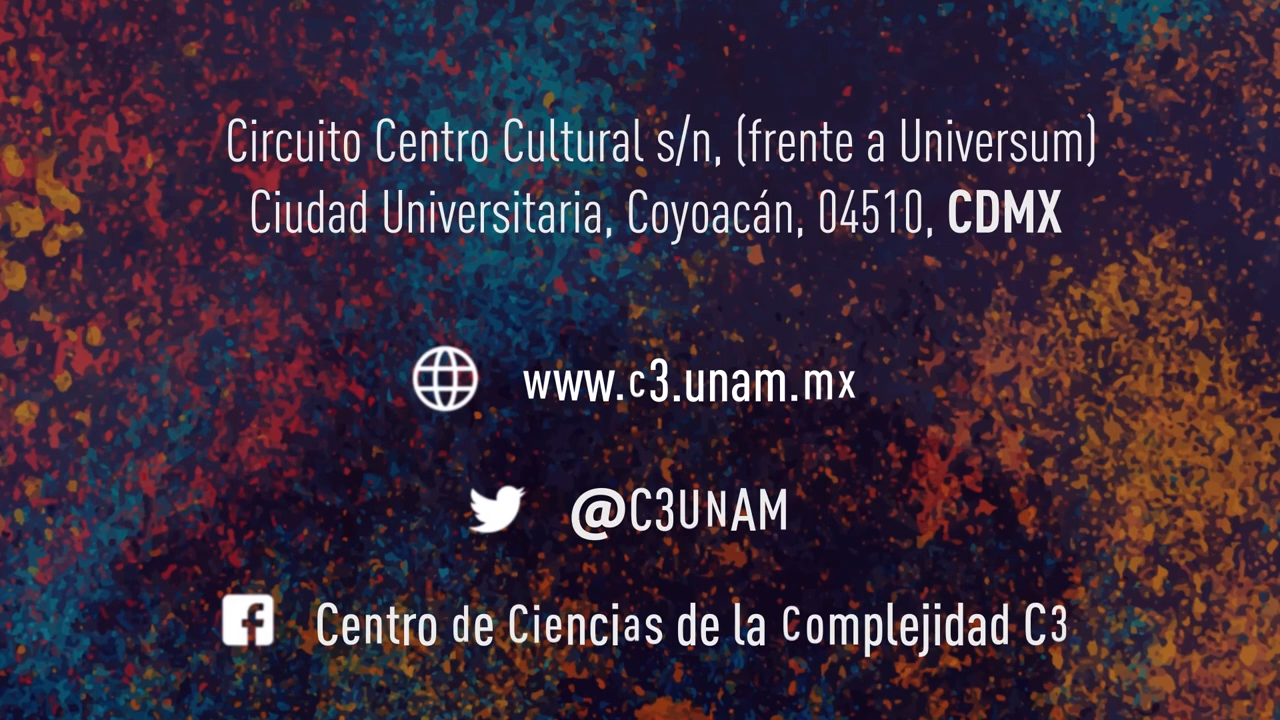 Circuito Centro Cultural s/n, (frente a Universum)
Ciudad Universitaria, Coyoacán, 04510, CDMX
www.c3.unam.mx
@C3UNAM
Centro de Ciencias de la Complejidad C3